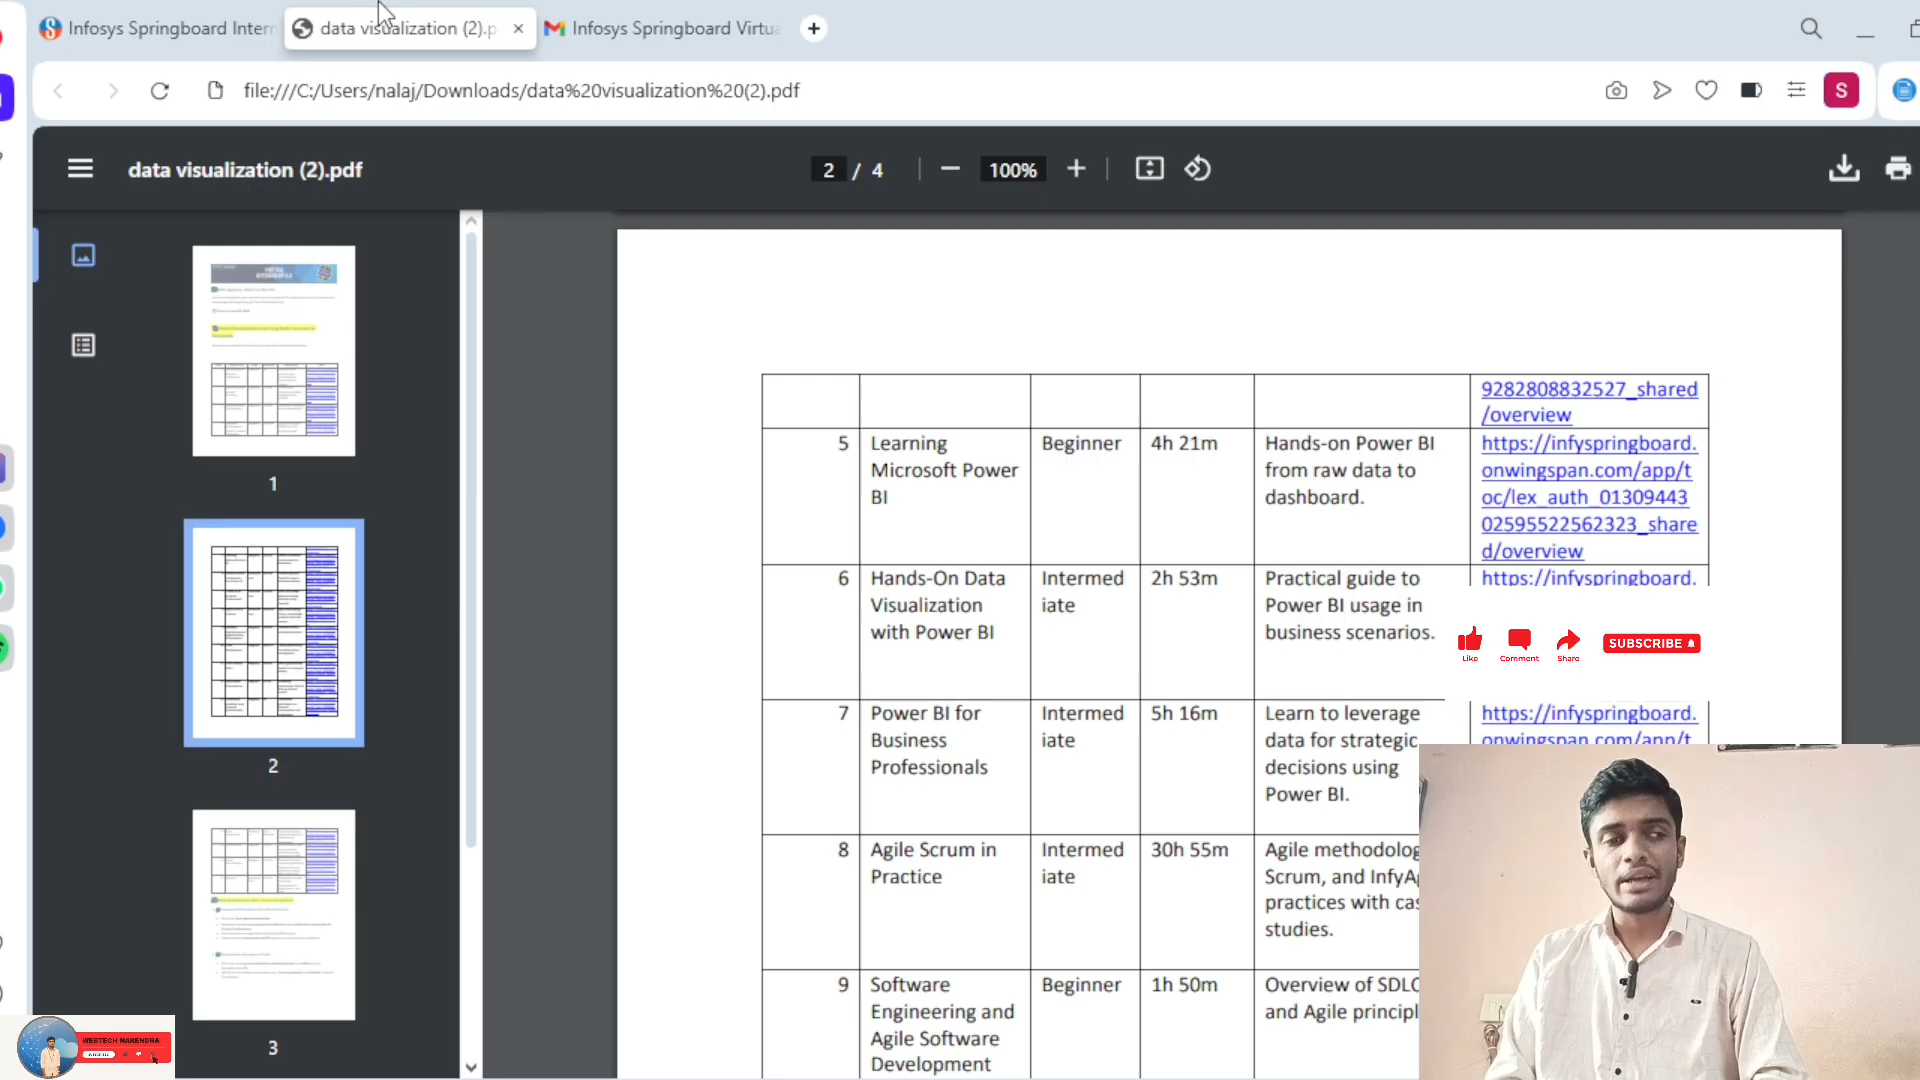 Infosys Springboard Inter
data visualization (2).p
Infosys Springboard Virtua
file:///C:/Users/nalaj/Downloads/data%20visualization%20(2).pdf
S
data visualization (2).pdf
2 / 4
100%
1
2
3
9282808832527_shared
/overview
5
Learning
Microsoft Power
BI
Beginner
4h 21m
Hands-on Power BI
from raw data to
dashboard.
https://infyspringboard.
onwingspan.com/app/t
oc/lex_auth_01309443
02595522562323_share
d/overview
6
Hands-On Data
Visualization
with Power BI
Intermed
iate
2h 53m
Practical guide to
Power BI usage in
business scenarios.
https://infyspringboard.
Like
Comment
Share
SUBSCRIBE
7
Power BI for
Business
Professionals
Intermed
iate
5h 16m
Learn to leverage
data for strategic
decisions using
Power BI.
https://infyspringboard.
onwingspan.com/app/t
8
Agile Scrum in
Practice
Intermed
iate
30h 55m
Agile methodolog
Scrum, and InfyAg
practices with cas
studies.
9
Software
Engineering and
Agile Software
Development
Beginner
1h 50m
Overview of SDLC
and Agile principl
WEBTECH NARENDRA